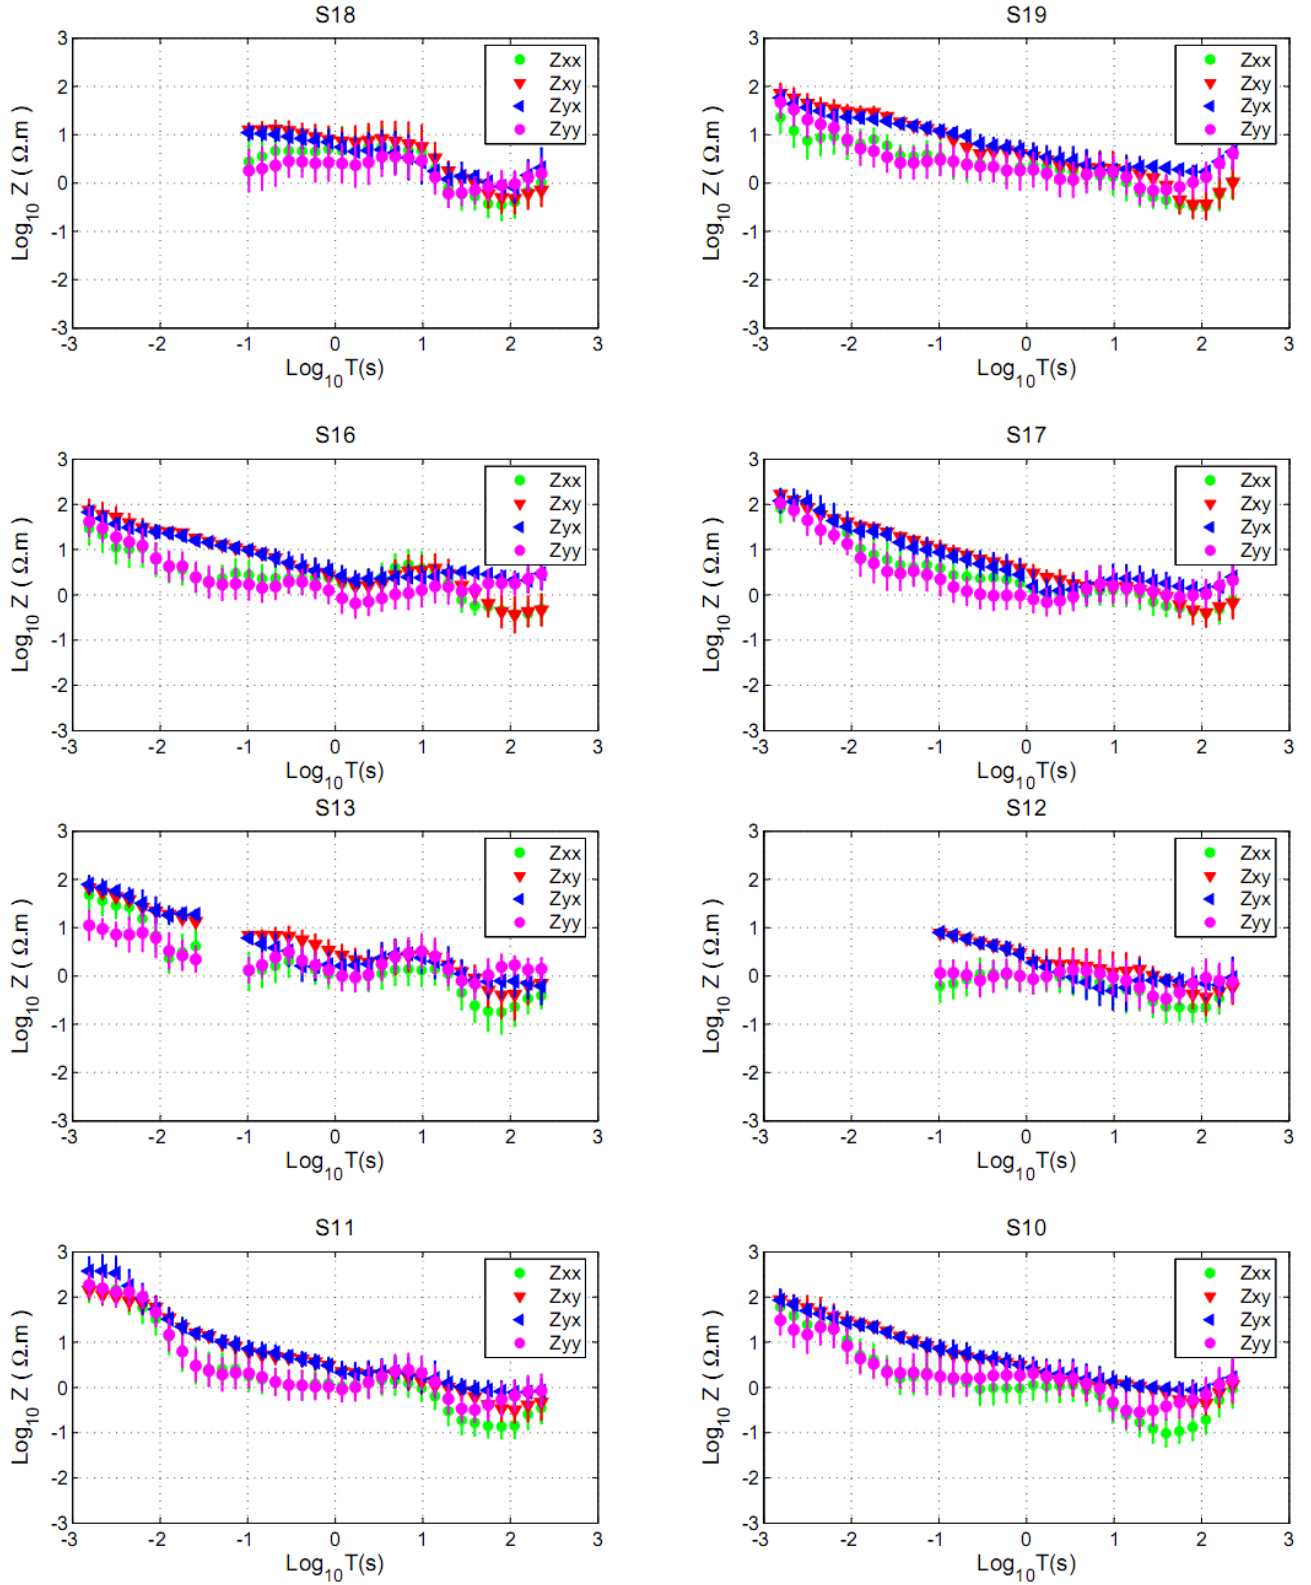 S18
3
2
1
0
-1
-2
-3
Log10 Z ( Ω.m )
Zxx
Zxy
Zyx
Zyy
-3 -2 -1 0 1 2 3
Log10T(s)
S19
3
2
1
0
-1
-2
-3
Log10 Z ( Ω.m )
Zxx
Zxy
Zyx
Zyy
-3 -2 -1 0 1 2 3
Log10T(s)
S16
3
2
1
0
-1
-2
-3
Log10 Z ( Ω.m )
Zxx
Zxy
Zyx
Zyy
-3 -2 -1 0 1 2 3
Log10T(s)
S17
3
2
1
0
-1
-2
-3
Log10 Z ( Ω.m )
Zxx
Zxy
Zyx
Zyy
-3 -2 -1 0 1 2 3
Log10T(s)
S13
3
2
1
0
-1
-2
-3
Log10 Z ( Ω.m )
Zxx
Zxy
Zyx
Zyy
-3 -2 -1 0 1 2 3
Log10T(s)
S12
3
2
1
0
-1
-2
-3
Log10 Z ( Ω.m )
Zxx
Zxy
Zyx
Zyy
-3 -2 -1 0 1 2 3
Log10T(s)
S11
3
2
1
0
-1
-2
-3
Log10 Z ( Ω.m )
Zxx
Zxy
Zyx
Zyy
-3 -2 -1 0 1 2 3
Log10T(s)
S10
3
2
1
0
-1
-2
-3
Log10 Z ( Ω.m )
Zxx
Zxy
Zyx
Zyy
-3 -2 -1 0 1 2 3
Log10T(s)